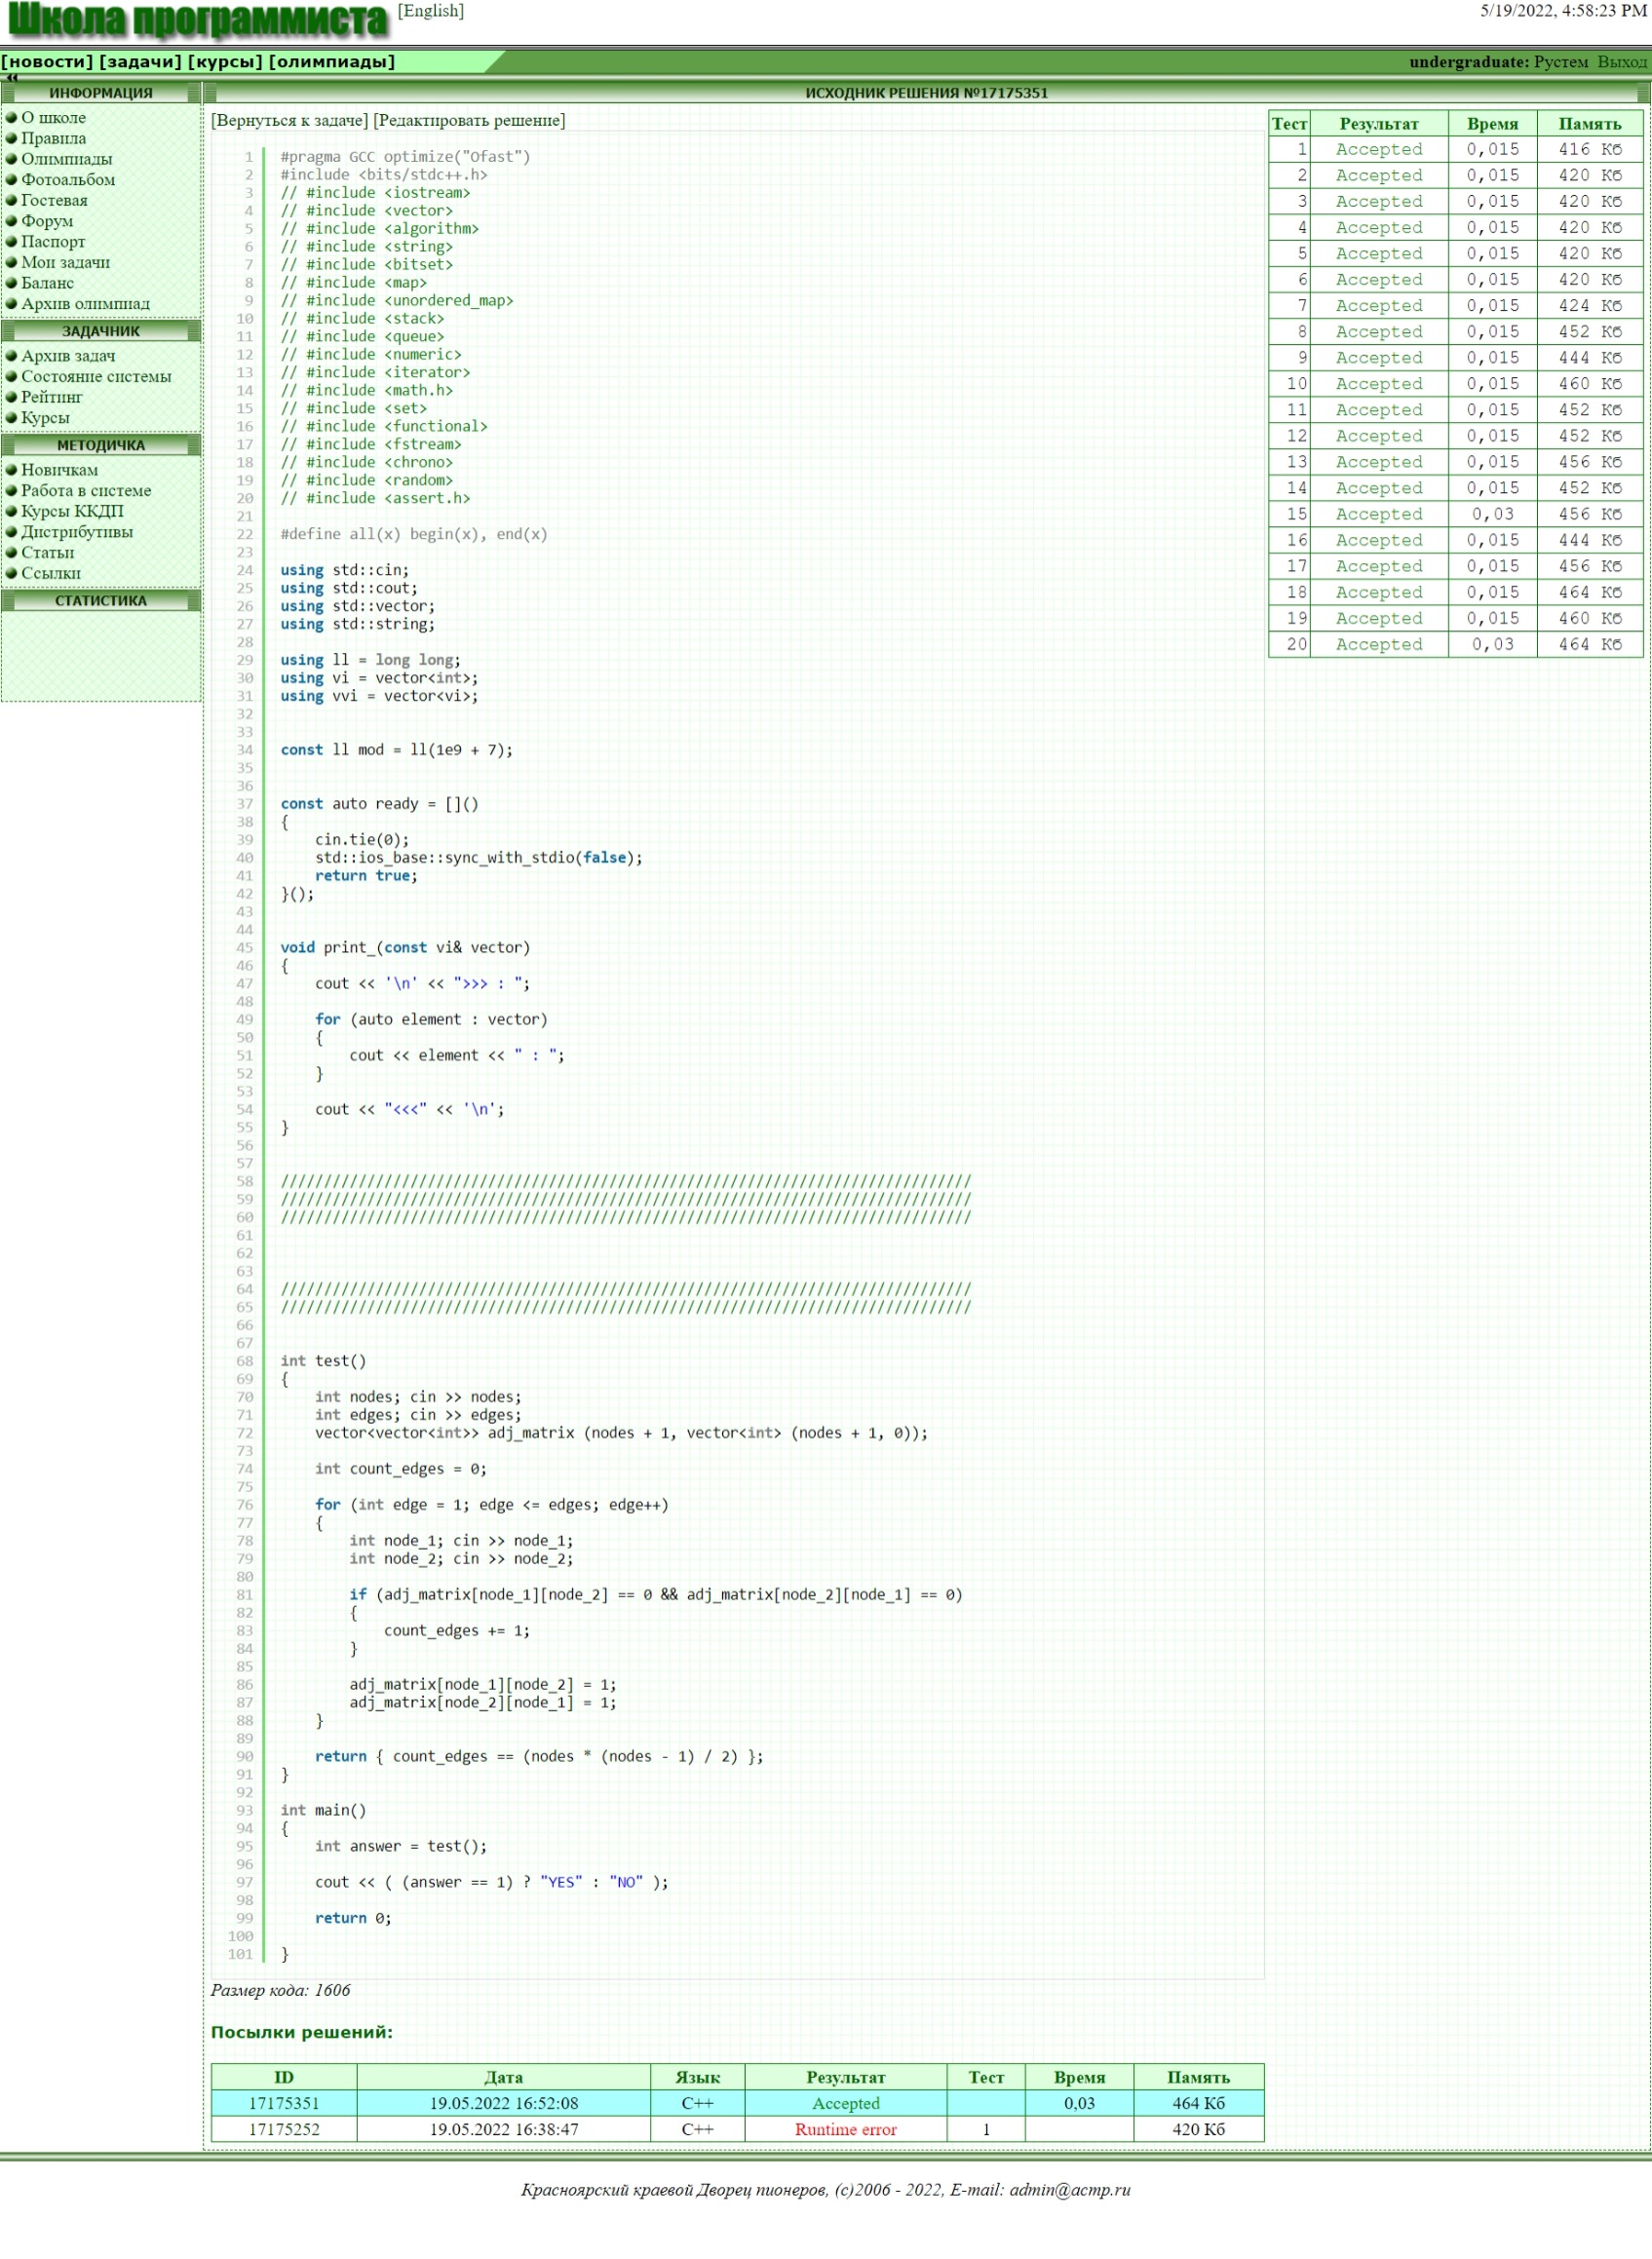 Школа программиста [English] 5/19/2022, 4:58:23 PM
[новости] [задачи] [курсы] [олимпиады] undergraduate: Рустем Выход
ИНФОРМАЦИЯ
О школе
Правила
Олимпиады
Фотоальбом
Гостевая
Форум
Паспорт
Мои задачи
Баланс
Архив олимпиад
ЗАДАЧНИК
Архив задач
Состояние системы
Рейтинг
Курсы
МЕТОДИЧКА
Новичкам
Работа в системе
Курсы ККДП
Дистрибутивы
Статьи
Ссылки
СТАТИСТИКА
ИСХОДНИК РЕШЕНИЯ №17175351
[Вернуться к задаче] [Редактировать решение]
1 #pragma GCC optimize("Ofast")
2 #include <bits/stdc++.h>
3 // #include <iostream>
4 // #include <vector>
5 // #include <algorithm>
6 // #include <string>
7 // #include <bitset>
8 // #include <map>
9 // #include <unordered_map>
10 // #include <stack>
11 // #include <queue>
12 // #include <numeric>
13 // #include <iterator>
14 // #include <math.h>
15 // #include <set>
16 // #include <functional>
17 // #include <fstream>
18 // #include <chrono>
19 // #include <random>
20 // #include <assert.h>
21
22 #define all(x) begin(x), end(x)
23
24 using std::cin;
25 using std::cout;
26 using std::vector;
27 using std::string;
28
29 using ll = long long;
30 using vi = vector<int>;
31 using vvi = vector<vi>;
32
33
34 const ll mod = ll(1e9 + 7);
35
36
37 const auto ready = []()
38 {
39 cin.tie(0);
40 std::ios_base::sync_with_stdio(false);
41 return true;
42 }();
43
44
45 void print_(const vi& vector)
46 {
47 cout << '\n' << ">>> : ";
48
49 for (auto element : vector)
50 {
51 cout << element << " : ";
52 }
53
54 cout << "<<<" << '\n';
55 }
56
57
58 ////////////////////////////////////////////////////////////////////////////////
59 ////////////////////////////////////////////////////////////////////////////////
60 ////////////////////////////////////////////////////////////////////////////////
61
62
63
64 ////////////////////////////////////////////////////////////////////////////////
65 ////////////////////////////////////////////////////////////////////////////////
66
67
68 int test()
69 {
70 int nodes; cin >> nodes;
71 int edges; cin >> edges;
72 vector<vector<int>> adj_matrix (nodes + 1, vector<int> (nodes + 1, 0));
73
74 int count_edges = 0;
75
76 for (int edge = 1; edge <= edges; edge++)
77 {
78 int node_1; cin >> node_1;
79 int node_2; cin >> node_2;
80
81 if (adj_matrix[node_1][node_2] == 0 && adj_matrix[node_2][node_1] == 0)
82 {
83 count_edges += 1;
84 }
85
86 adj_matrix[node_1][node_2] = 1;
87 adj_matrix[node_2][node_1] = 1;
88 }
89
90 return { count_edges == (nodes * (nodes - 1) / 2) };
91 }
92
93 int main()
94 {
95 int answer = test();
96
97 cout << ( (answer == 1) ? "YES" : "NO" );
98
99 return 0;
100
101 }
Размер кода: 1606
Посылки решений:
ID Дата Язык Результат Тест Время Память
17175351 19.05.2022 16:52:08 C++ Accepted 0,03 464 Кб
17175252 19.05.2022 16:38:47 C++ Runtime error 1 420 Кб
Тест Результат Время Память
1 Accepted 0,015 416 Кб
2 Accepted 0,015 420 Кб
3 Accepted 0,015 420 Кб
4 Accepted 0,015 420 Кб
5 Accepted 0,015 420 Кб
6 Accepted 0,015 420 Кб
7 Accepted 0,015 424 Кб
8 Accepted 0,015 452 Кб
9 Accepted 0,015 444 Кб
10 Accepted 0,015 460 Кб
11 Accepted 0,015 452 Кб
12 Accepted 0,015 452 Кб
13 Accepted 0,015 456 Кб
14 Accepted 0,015 452 Кб
15 Accepted 0,03 456 Кб
16 Accepted 0,015 444 Кб
17 Accepted 0,015 456 Кб
18 Accepted 0,015 464 Кб
19 Accepted 0,015 460 Кб
20 Accepted 0,03 464 Кб
Красноярский краевой Дворец пионеров, (c)2006 - 2022, E-mail: admin@acmp.ru